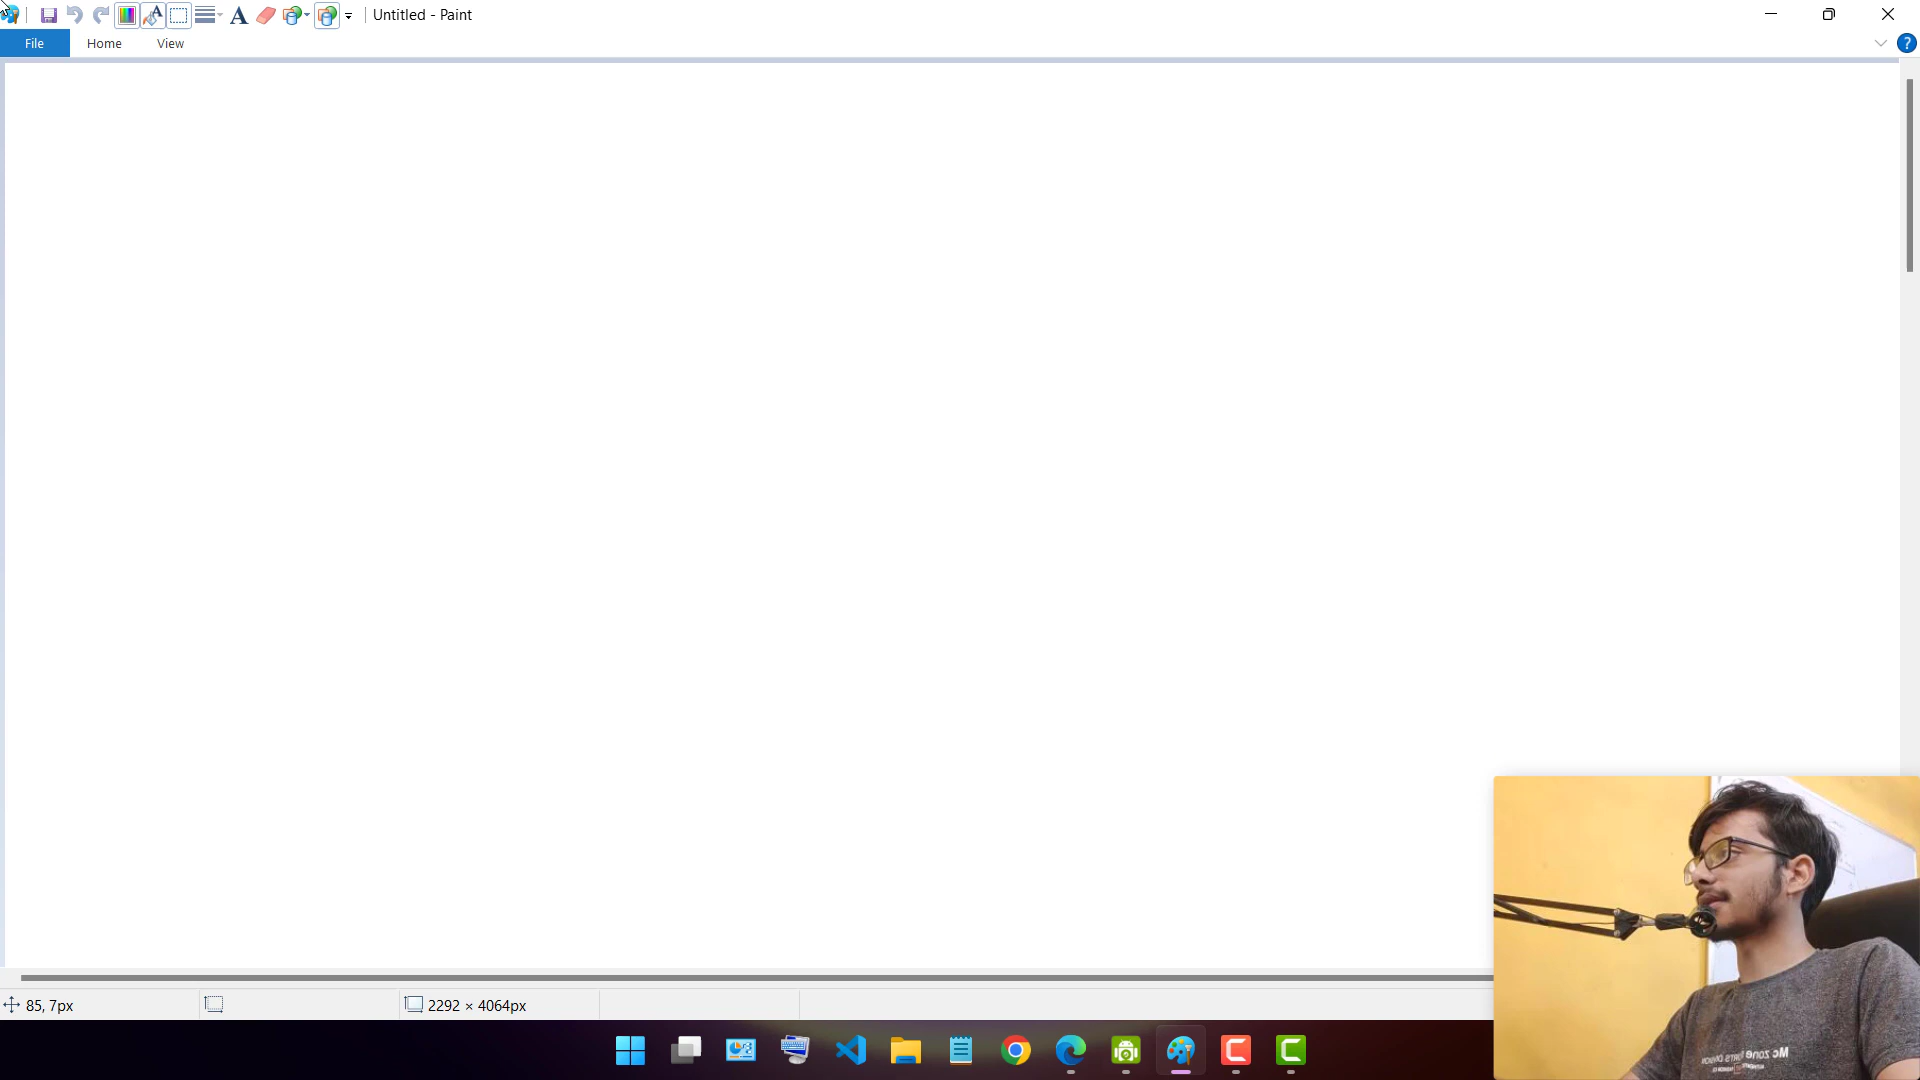 Untitled - Paint
File
Home
View
?
85, 7px
2292 × 4064px